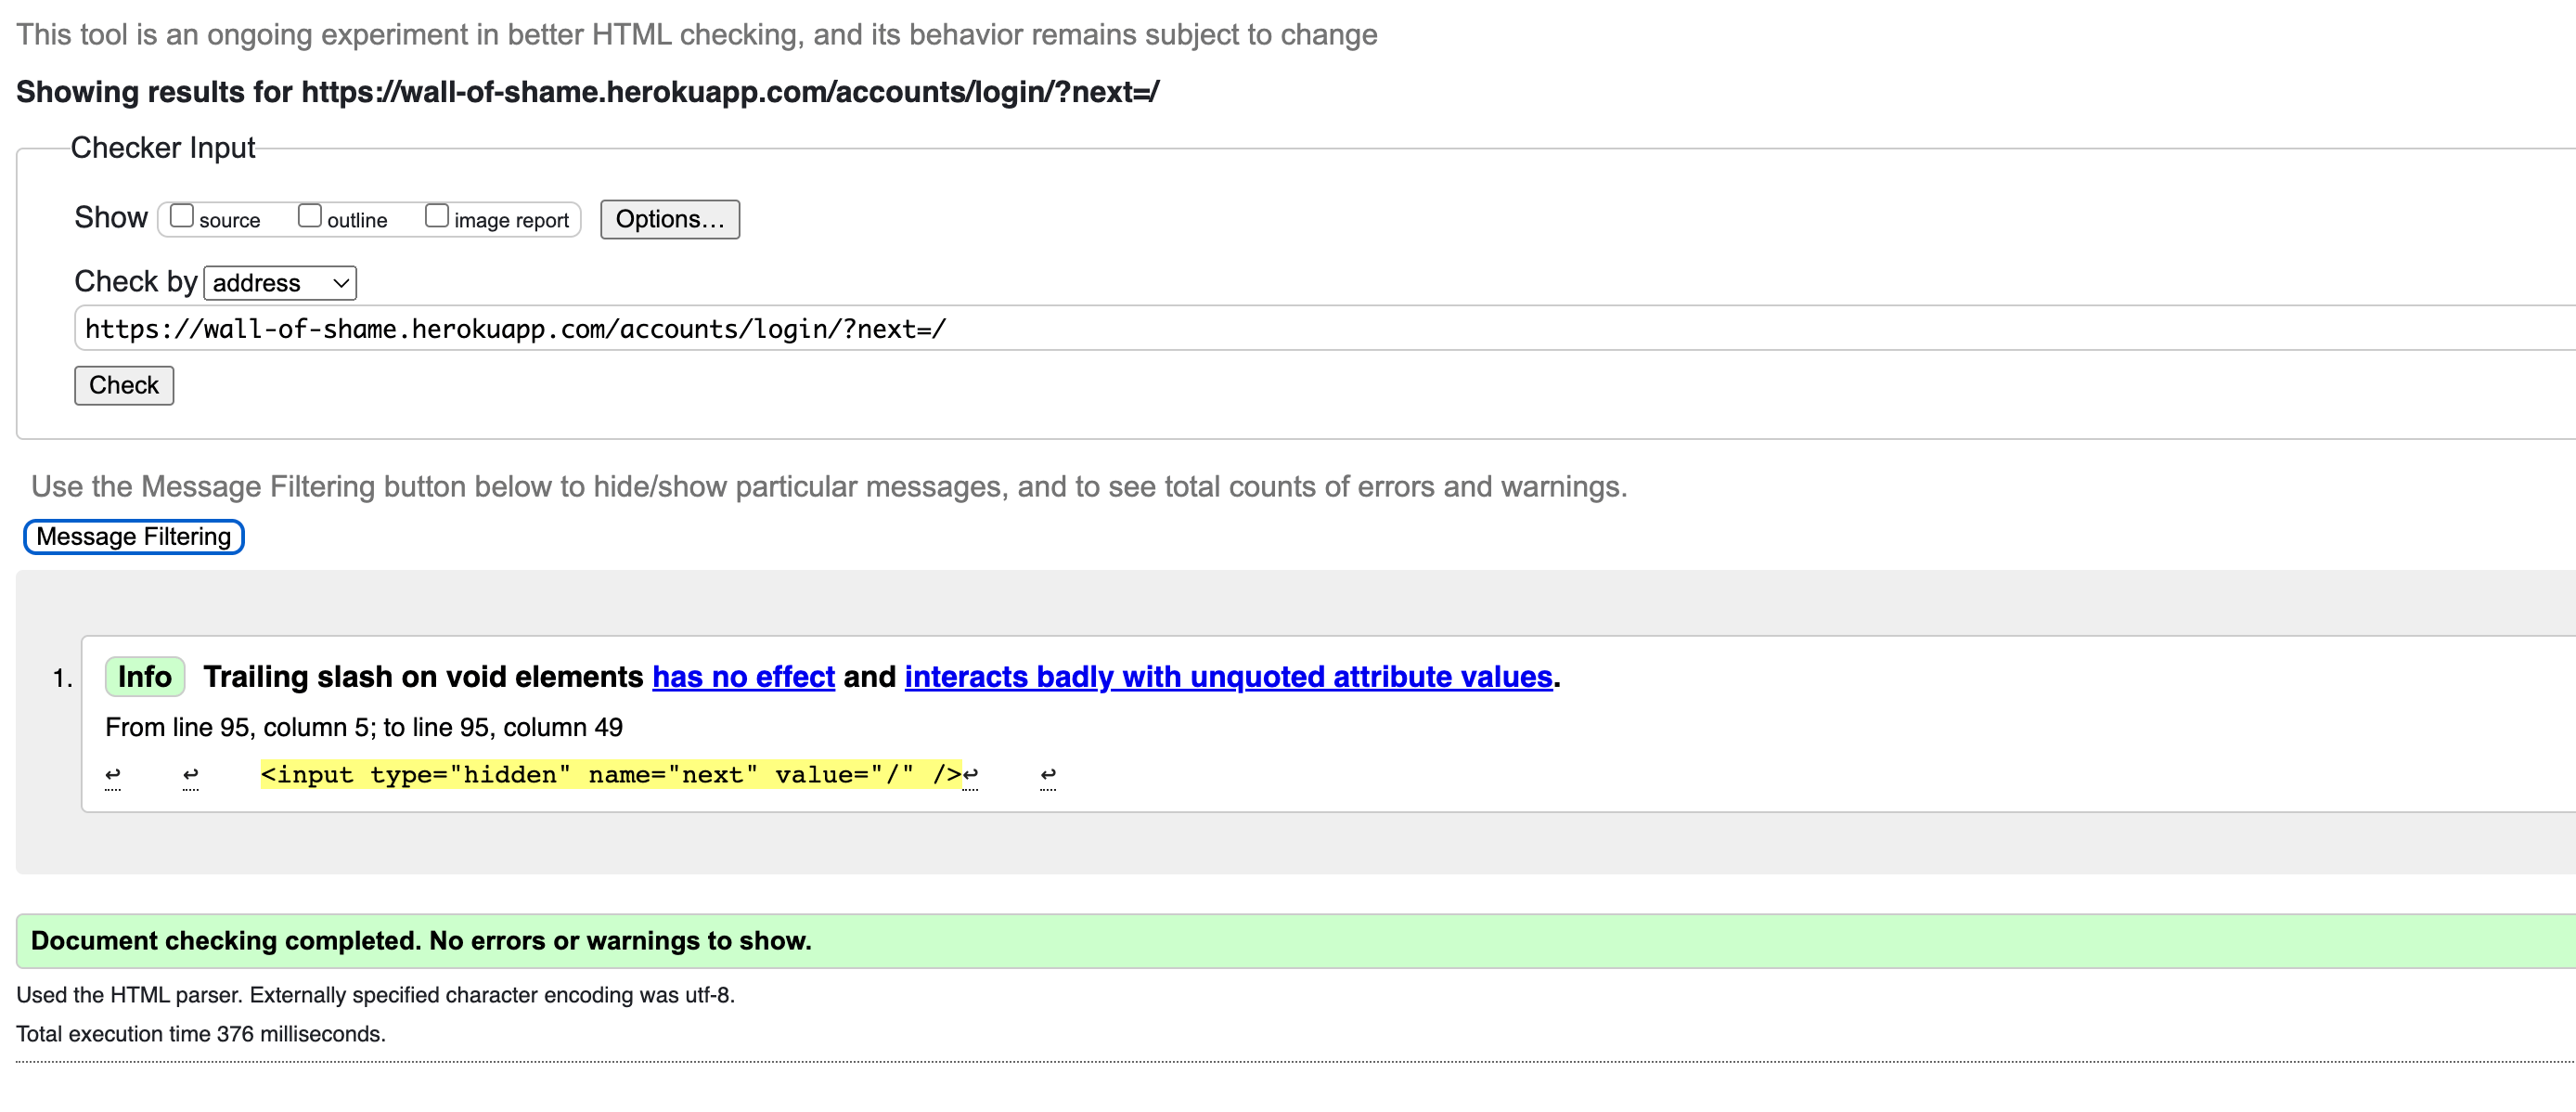 This tool is an ongoing experiment in better HTML checking, and its behavior remains subject to change
Showing results for https://wall-of-shame.herokuapp.com/accounts/login/?next=/
Checker Input
Show source outline image report Options...
Check by address
https://wall-of-shame.herokuapp.com/accounts/login/?next=/
Check
Use the Message Filtering button below to hide/show particular messages, and to see total counts of errors and warnings.
Message Filtering
1. Info Trailing slash on void elements has no effect and interacts badly with unquoted attribute values.
From line 95, column 5; to line 95, column 49
↩ ↩ <input type="hidden" name="next" value="/" />↩ ↩
Document checking completed. No errors or warnings to show.
Used the HTML parser. Externally specified character encoding was utf-8.
Total execution time 376 milliseconds.